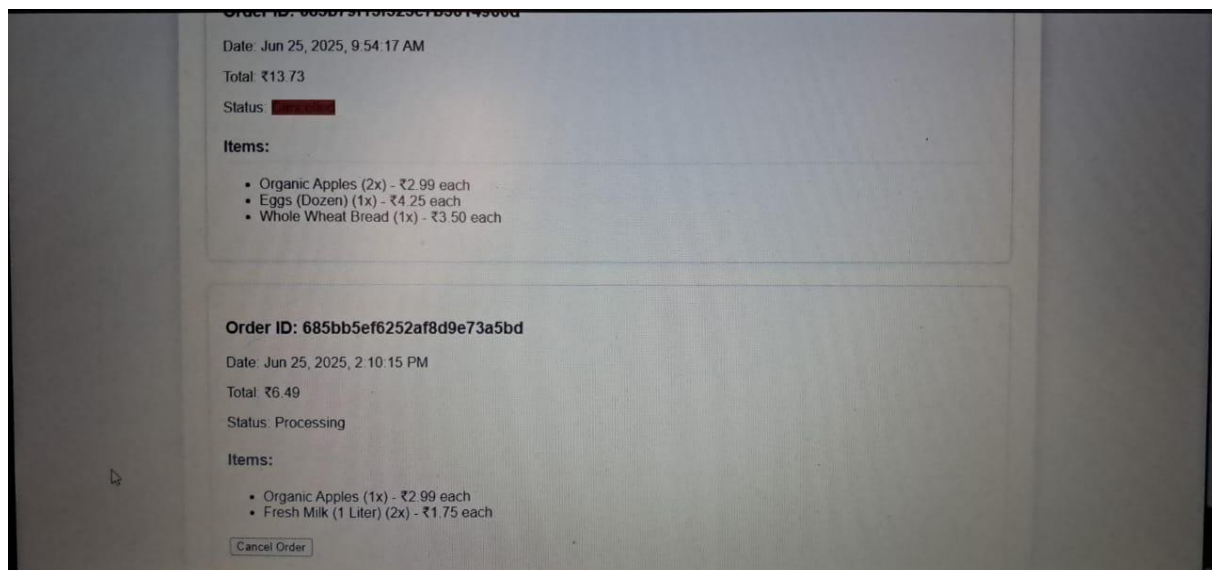 Date: Jun 25, 2025, 9:54:17 AM
Total: ₹13.73
Status: Cancelled
Items:
• Organic Apples (2x) - ₹2.99 each
• Eggs (Dozen) (1x) - ₹4.25 each
• Whole Wheat Bread (1x) - ₹3.50 each
Order ID: 685bb5ef6252af8d9e73a5bd
Date: Jun 25, 2025, 2:10:15 PM
Total: ₹6.49
Status: Processing
Items:
• Organic Apples (1x) - ₹2.99 each
• Fresh Milk (1 Liter) (2x) - ₹1.75 each
Cancel Order